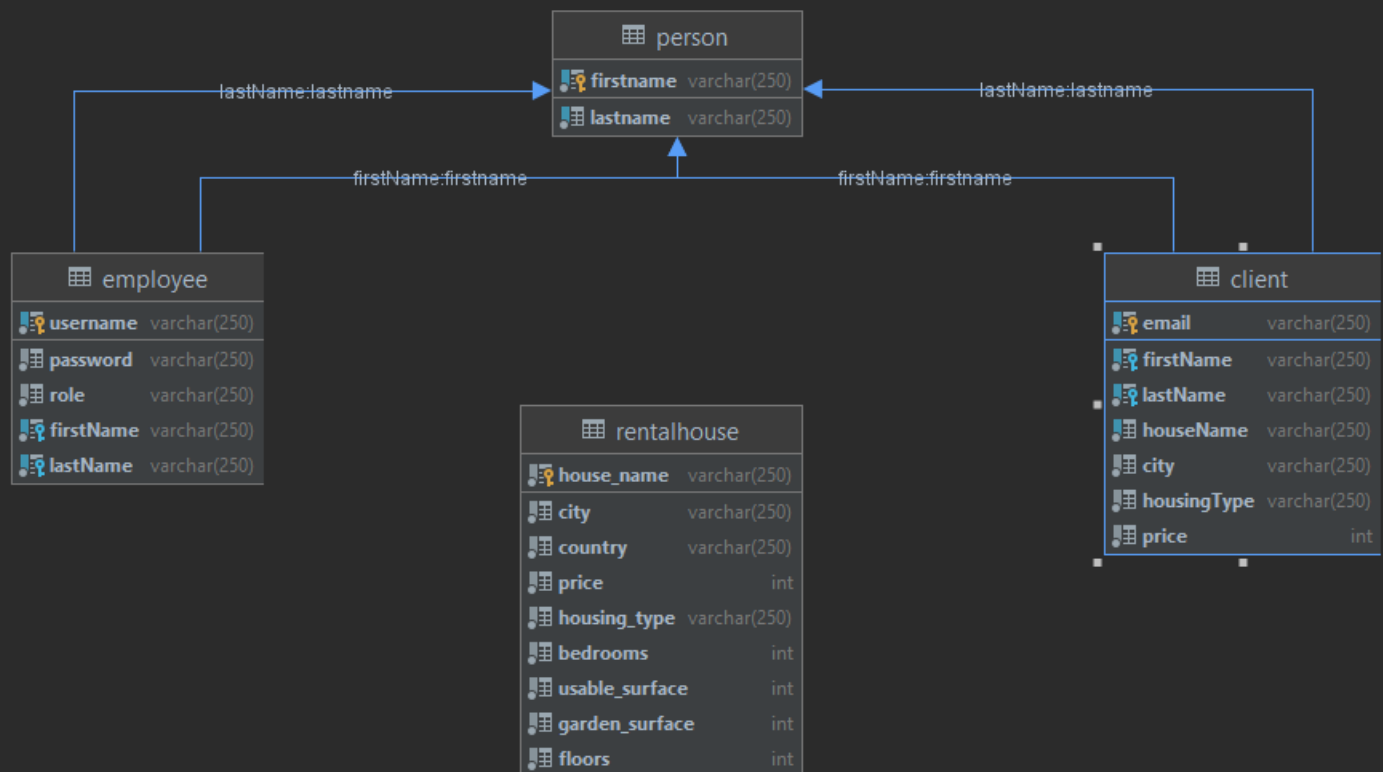 person
firstname varchar(250)
lastname varchar(250)
lastName:lastname
lastName:lastname
firstName:firstname
firstName:firstname
employee
username varchar(250)
password varchar(250)
role varchar(250)
firstName varchar(250)
lastName varchar(250)
client
email varchar(250)
firstName varchar(250)
lastName varchar(250)
houseName varchar(250)
city varchar(250)
housingType varchar(250)
price int
rentalhouse
house_name varchar(250)
city varchar(250)
country varchar(250)
price int
housing_type varchar(250)
bedrooms int
usable_surface int
garden_surface int
floors int